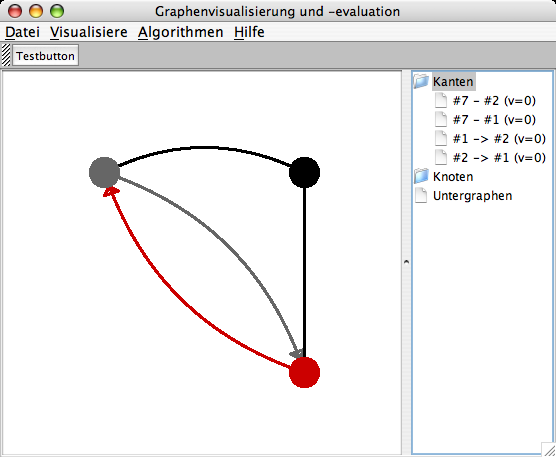 Graphenvisualisierung und -evaluation
Datei Visualisiere Algorithmen Hilfe
Testbutton
Kanten
#7 - #2 (v=0)
#7 - #1 (v=0)
#1 -> #2 (v=0)
#2 -> #1 (v=0)
Knoten
Untergraphen